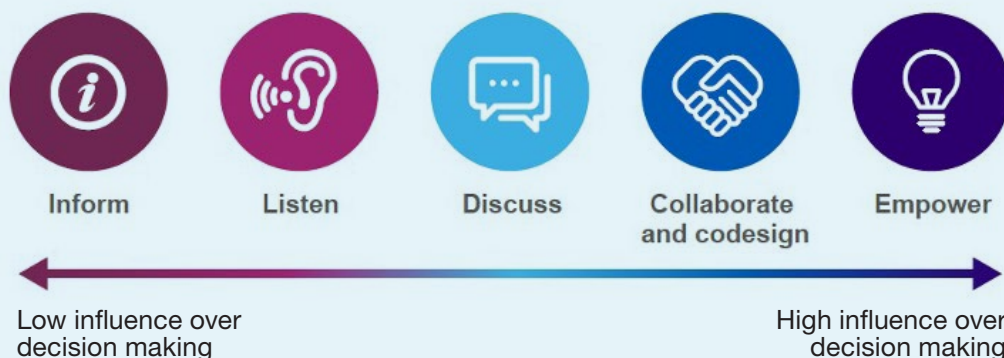 i
Inform
Listen
Discuss
Collaborate
and codesign
Empower
Low influence over
decision making
High influence over
decision making